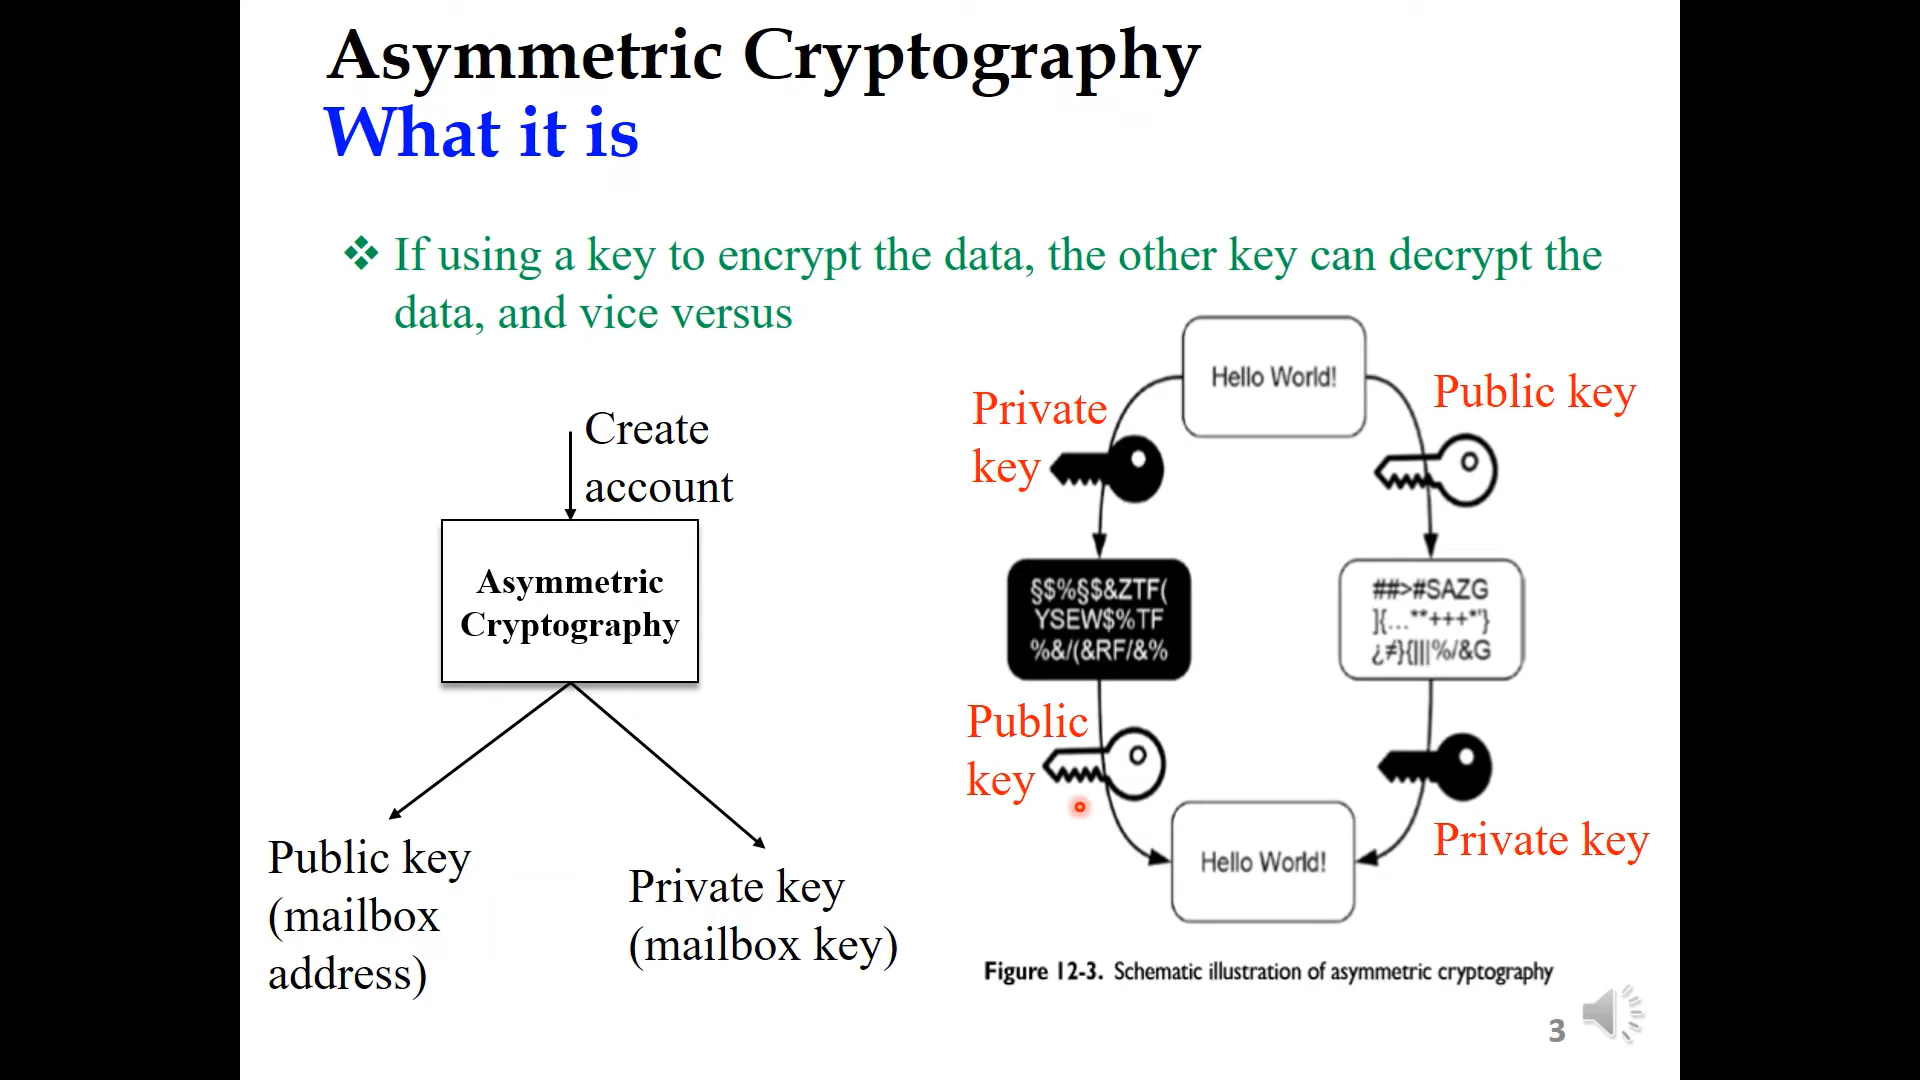 Asymmetric Cryptography
What it is
If using a key to encrypt the data, the other key can decrypt the
data, and vice versus
Create
account
Asymmetric
Cryptography
Public key
(mailbox
address)
Private key
(mailbox key)
Hello World!
Private
key
Public key
§$%§$&ZTF(
YSEW$%TF
%&/(&RF/&%
##>#SAZG
]{…**+++*'}
¿≠}{|||%/&G
Public
key
Private key
Hello World!
Figure 12-3. Schematic illustration of asymmetric cryptography
3